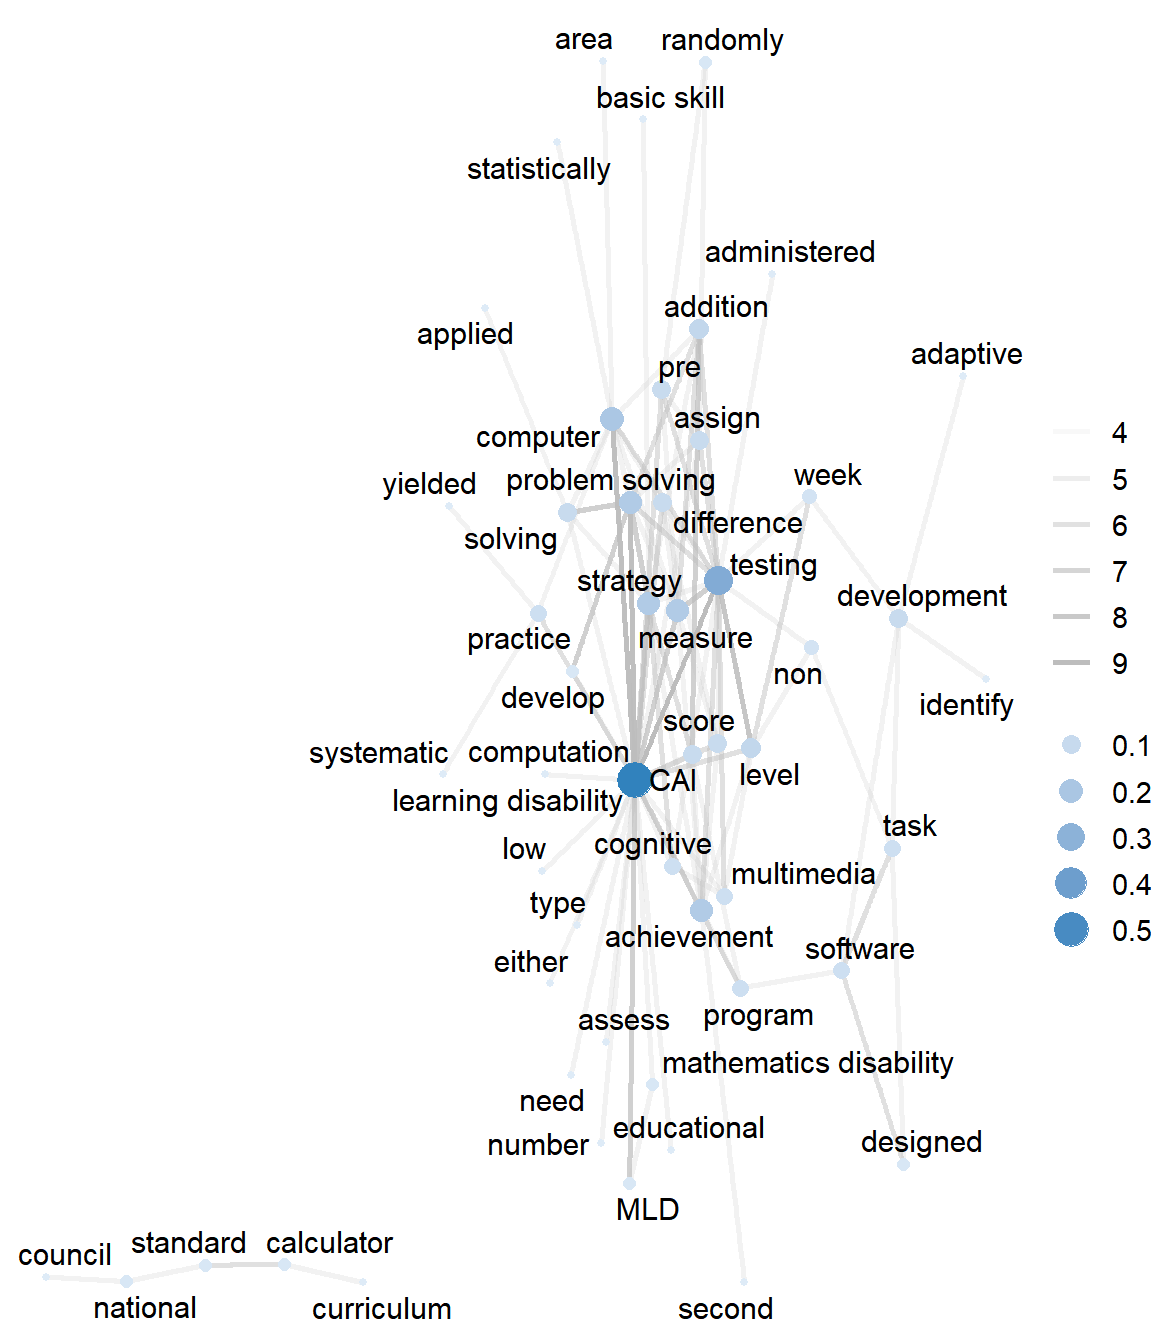 area
randomly
basic skill
statistically
administered
addition
applied
adaptive
pre
assign
computer
yielded
problem solving
week
difference
solving
testing
strategy
development
practice
measure
non
develop
identify
score
systematic
computation
level
CAI
learning disability
task
cognitive
low
multimedia
type
achievement
software
either
program
assess
mathematics disability
need
educational
number
designed
MLD
council
standard
calculator
national
curriculum
second
4
5
6
7
8
9
0.1
0.2
0.3
0.4
0.5